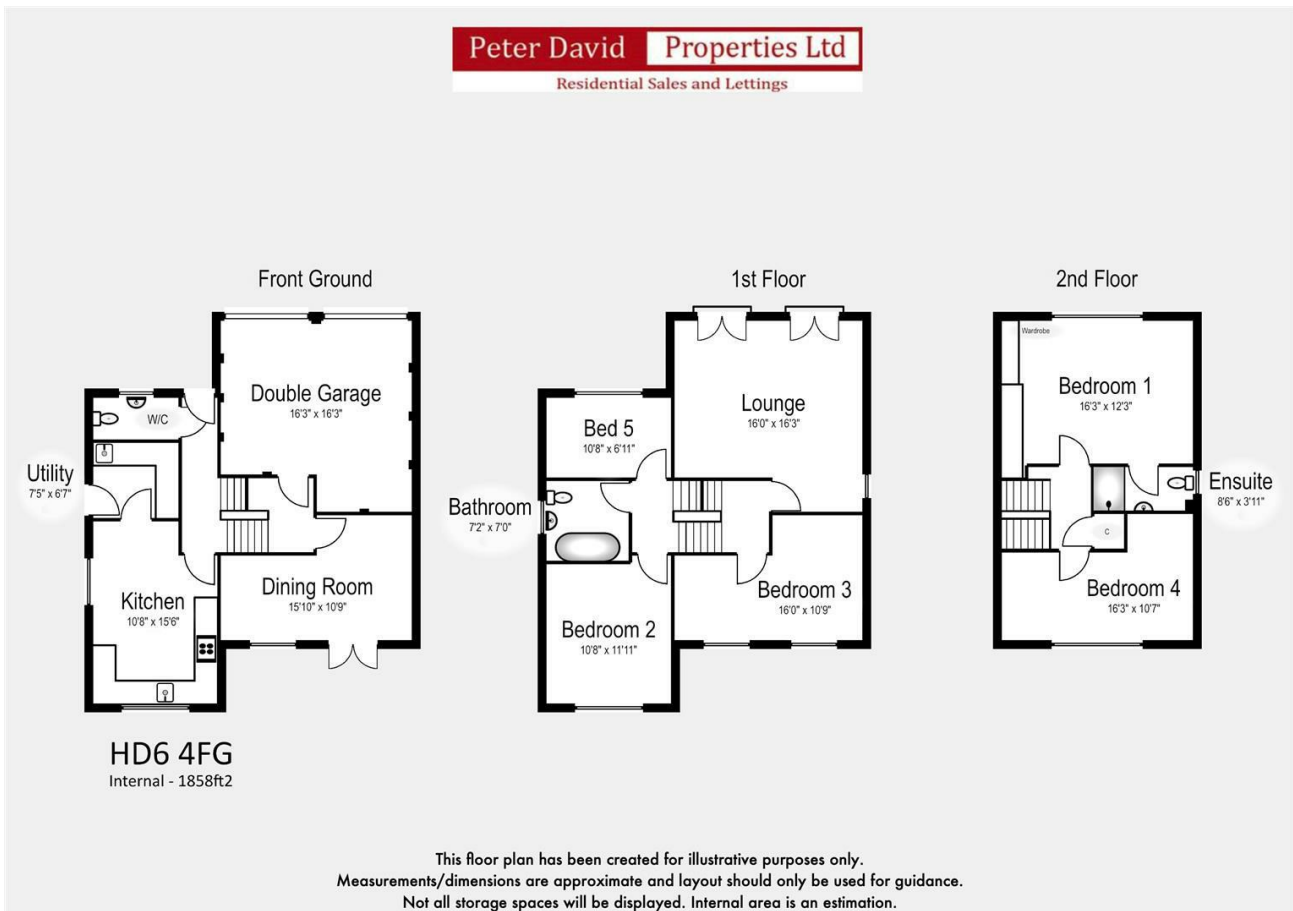 Peter David Properties Ltd
Residential Sales and Lettings
Front Ground
Double Garage
16'3" x 16'3"
W/C
Utility
7'5" x 6'7"
Kitchen
10'8" x 15'6"
Dining Room
15'10" x 10'9"
1st Floor
Lounge
16'0" x 16'3"
Bed 5
10'8" x 6'11"
Bathroom
7'2" x 7'0"
Bedroom 3
16'0" x 10'9"
Bedroom 2
10'8" x 11'11"
2nd Floor
Wardrobe
Bedroom 1
16'3" x 12'3"
Ensuite
8'6" x 3'11"
C
Bedroom 4
16'3" x 10'7"
HD6 4FG
Internal - 1858ft2
This floor plan has been created for illustrative purposes only.
Measurements/dimensions are approximate and layout should only be used for guidance.
Not all storage spaces will be displayed. Internal area is an estimation.